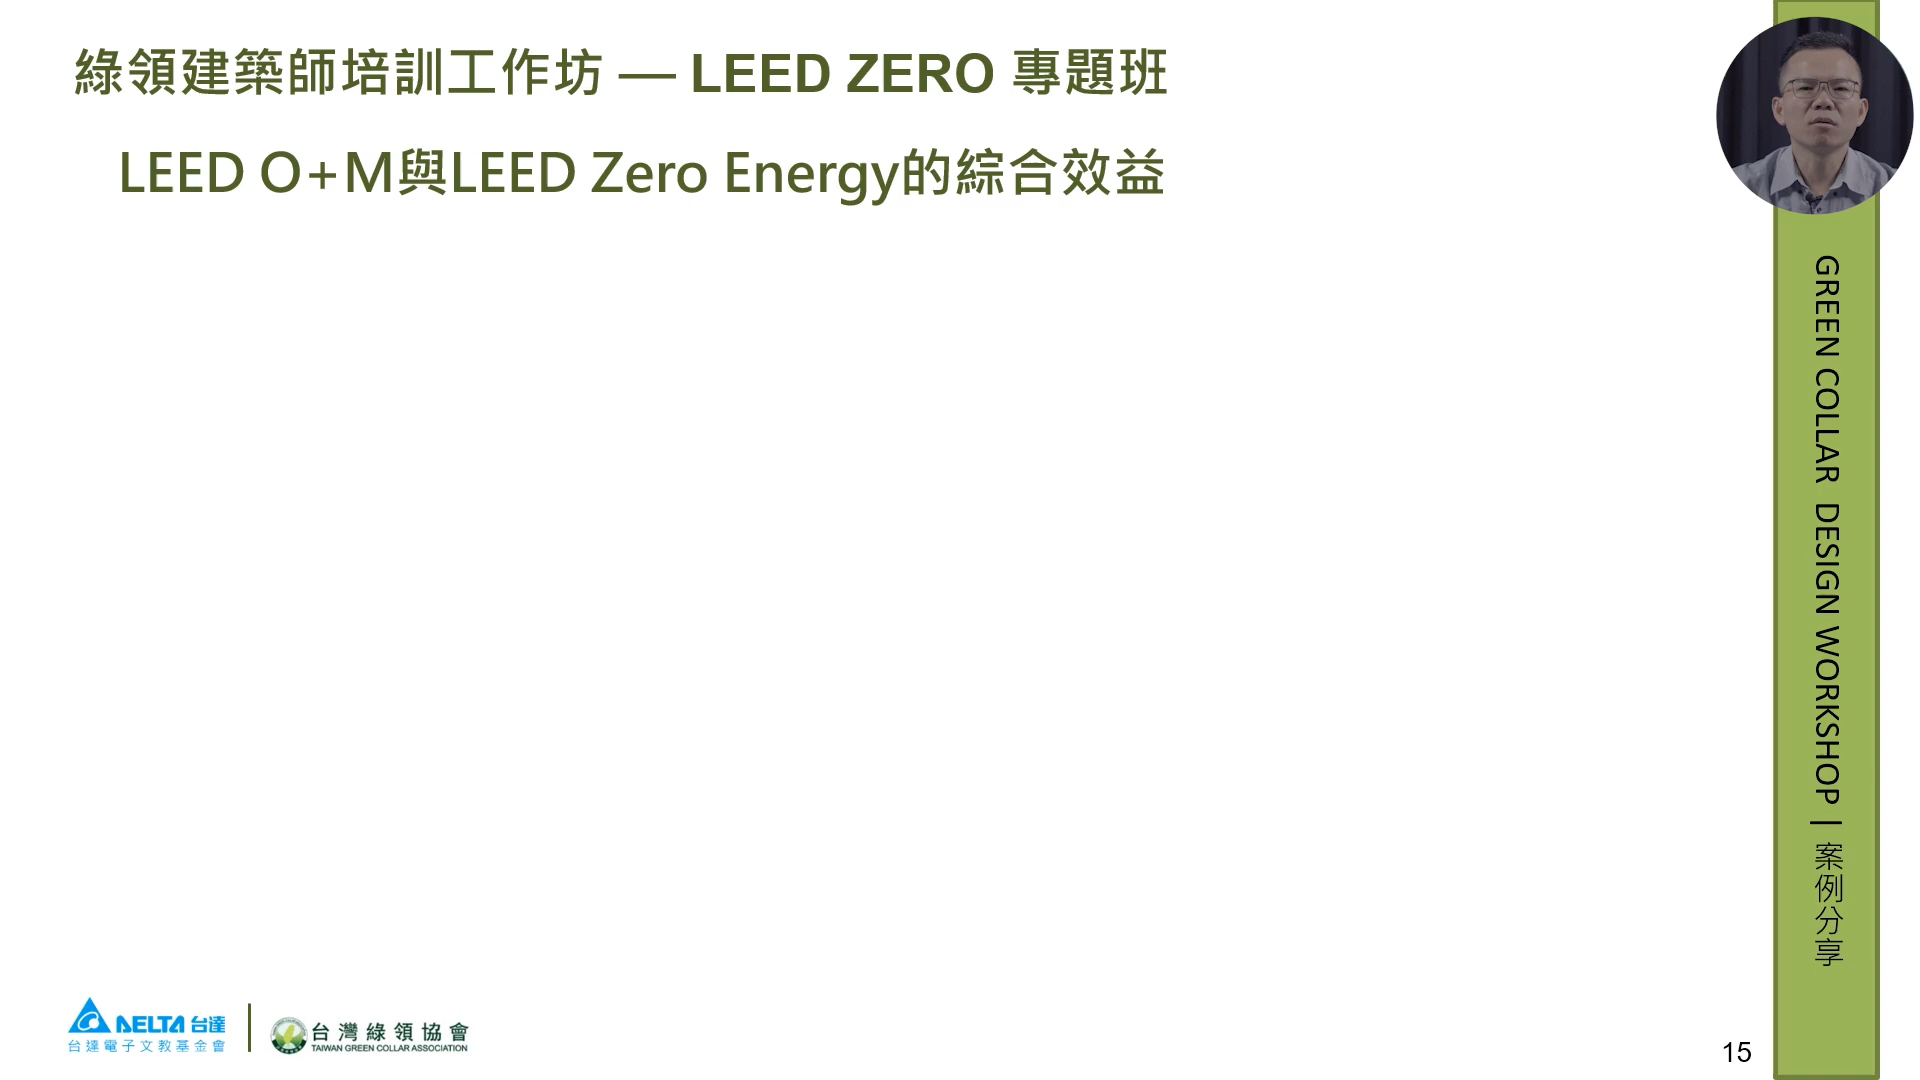 綠領建築師培訓工作坊 — LEED ZERO 專題班
LEED O+M與LEED Zero Energy的綜合效益
GREEN COLLAR DESIGN WORKSHOP | 案例分享
DELTA 台達
台達電子文教基金會
台灣綠領協會
TAIWAN GREEN COLLAR ASSOCIATION
15